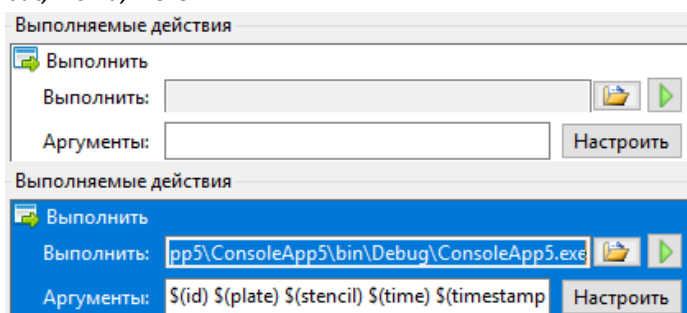 Выполняемые действия
Выполнить
Выполнить:
Аргументы:
Настроить
Выполняемые действия
Выполнить
Выполнить: pp5\ConsoleApp5\bin\Debug\ConsoleApp5.exe
Аргументы: $(id) $(plate) $(stencil) $(time) $(timestamp Настроить